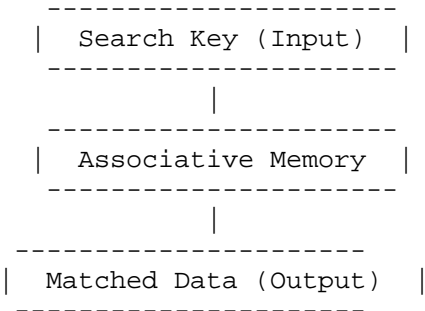 Search Key (Input)
Associative Memory
Matched Data (Output)